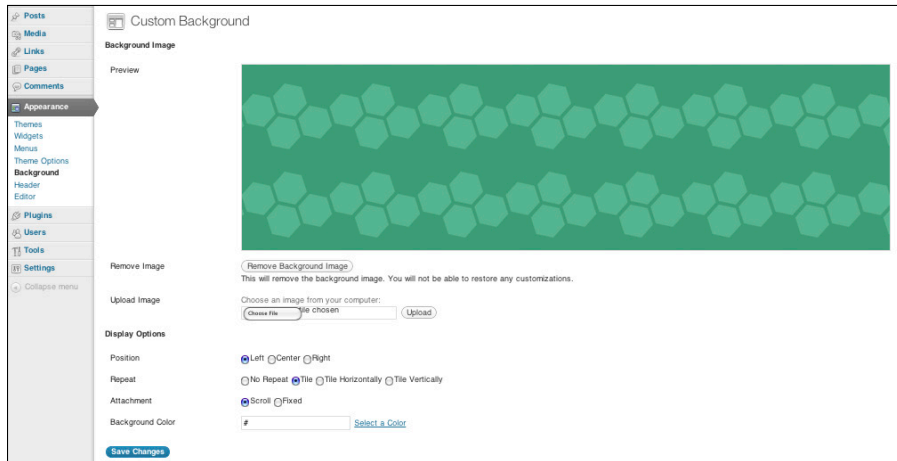 Posts
Media
Links
Pages
Comments
Appearance
Themes
Widgets
Menus
Theme Options
Background
Header
Editor
Plugins
Users
Tools
Settings
Collapse menu
Custom Background
Background Image
Preview
Remove Image
Remove Background Image
This will remove the background image. You will not be able to restore any customizations.
Upload Image
Choose an image from your computer:
Choose File file chosen
Upload
Display Options
Position
Left Center Right
Repeat
No Repeat Tile Tile Horizontally Tile Vertically
Attachment
Scroll Fixed
Background Color
#
Select a Color
Save Changes